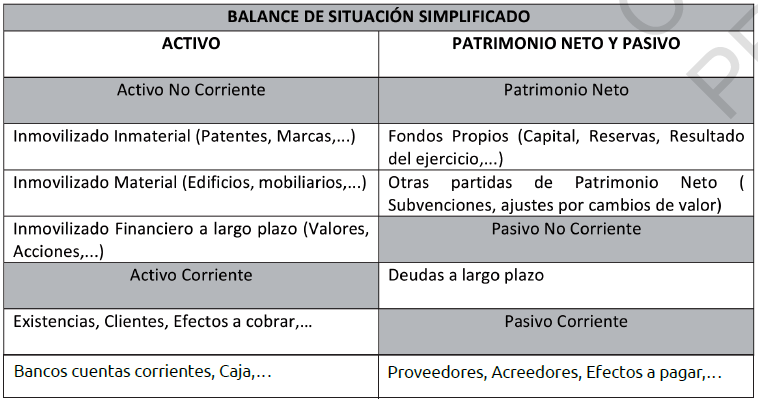 BALANCE DE SITUACIÓN SIMPLIFICADO
ACTIVO
PATRIMONIO NETO Y PASIVO
Activo No Corriente
Patrimonio Neto
Inmovilizado Inmaterial (Patentes, Marcas,...)
Fondos Propios (Capital, Reservas, Resultado
del ejercicio,...)
Inmovilizado Material (Edificios, mobiliarios,...)
Otras partidas de Patrimonio Neto (
Subvenciones, ajustes por cambios de valor)
Inmovilizado Financiero a largo plazo (Valores,
Acciones,...)
Pasivo No Corriente
Activo Corriente
Deudas a largo plazo
Existencias, Clientes, Efectos a cobrar,...
Pasivo Corriente
Bancos cuentas corrientes, Caja,...
Proveedores, Acreedores, Efectos a pagar,...